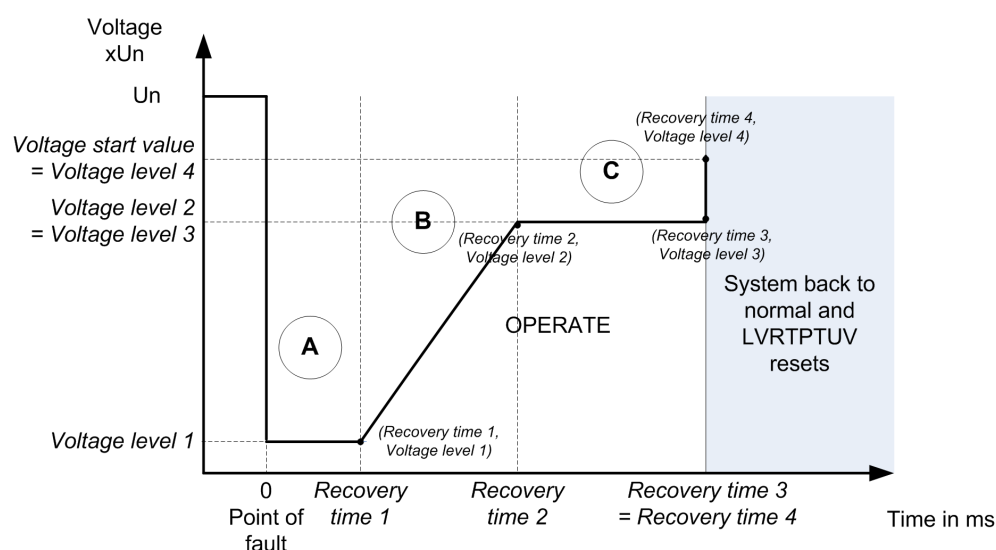 Voltage
xUn
Un
Voltage start value
= Voltage level 4
Voltage level 2
= Voltage level 3
Voltage level 1
A
B
C
(Recovery time 4,
Voltage level 4)
(Recovery time 2,
Voltage level 2)
(Recovery time 3,
Voltage level 3)
(Recovery time 1,
Voltage level 1)
OPERATE
System back to
normal and
LVRTPTUV
resets
0
Point of
fault
Recovery
time 1
Recovery
time 2
Recovery time 3
= Recovery time 4
Time in ms